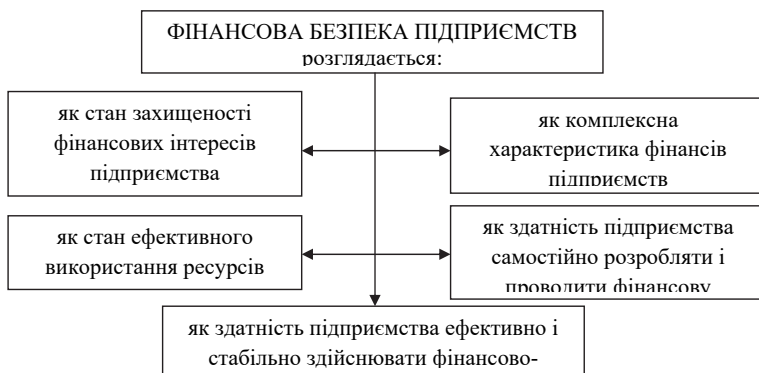 ФІНАНСОВА БЕЗПЕКА ПІДПРИЄМСТВ
розглядається:
як стан захищеності
фінансових інтересів
підприємства
як комплексна
характеристика фінансів
підприємств
як стан ефективного
використання ресурсів
як здатність підприємства
самостійно розробляти і
проводити фінансову
як здатність підприємства ефективно і
стабільно здійснювати фінансово-